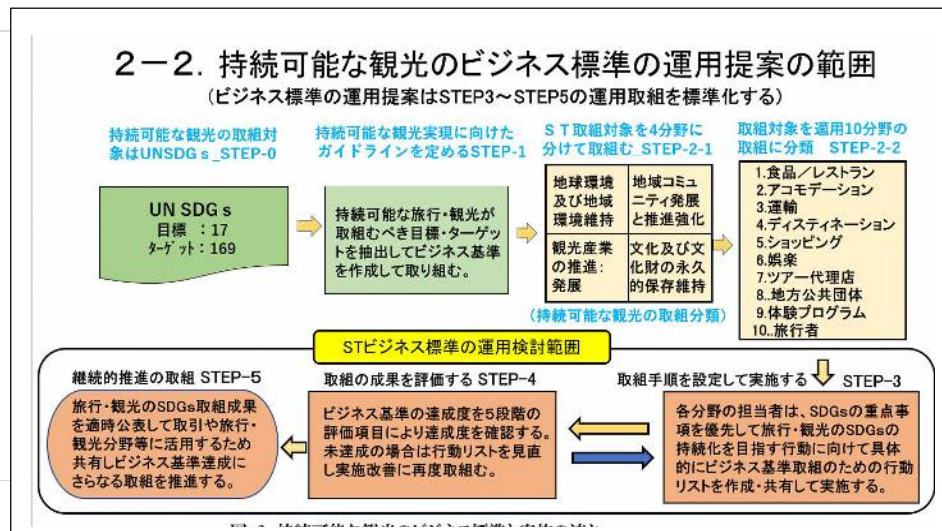 2－2. 持続可能な観光のビジネス標準の運用提案の範囲
(ビジネス標準の運用提案はSTEP3～STEP5の運用取組を標準化する)
持続可能な観光の取組対
象はUNSDGｓ_STEP-0
UN SDGｓ
目標　：17
ﾀｰｹﾞｯﾄ：169
持続可能な観光実現に向けた
ガイドラインを定めるSTEP-1
持続可能な旅行・観光が
取組むべき目標・ターゲッ
トを抽出してビジネス基準
を作成して取り組む。
ＳＴ取組対象を4分野に
分けて取組む_STEP-2-1
地球環境
及び地域
環境維持
地域コミュ
ニティ発展
と推進強化
観光産業
の推進:
発展
文化及び文
化財の永久
的保存維持
(持続可能な観光の取組分類)
取組対象を適用10分野の
取組に分類　STEP-2-2
1.食品／レストラン
2.アコモデーション
3.運輸
4.ディスティネーション
5.ショッピング
6.娯楽
7.ツアー代理店
8..地方公共団体
9.体験プログラム
10..旅行者
STビジネス標準の運用検討範囲
取組手順を設定して実施する
STEP-3
各分野の担当者は、SDGsの重点事
項を優先して旅行・観光のSDGsの
持続化を目指す行動に向けて具体
的にビジネス基準取組のための行動
リストを作成・共有して実施する。
取組の成果を評価する STEP-4
ビジネス基準の達成度を5段階の
評価項目により達成度を確認する。
未達成の場合は行動リストを見直
し実施改善に再度取組む。
継続的推進の取組 STEP-5
旅行・観光のSDGs取組成果
を適時公表して取引や旅行・
観光分野等に活用するため
共有しビジネス基準達成に
さらなる取組を推進する。